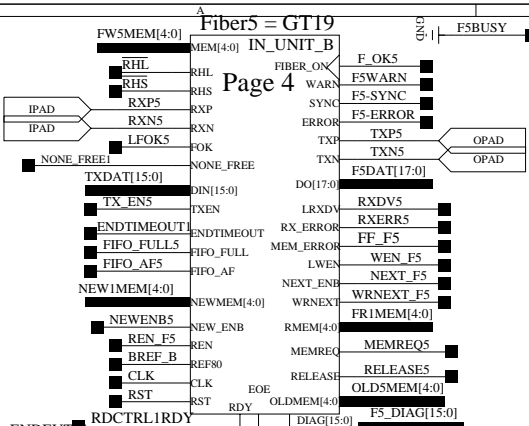 A
Fiber5 = GT19
GND
F5BUSY
FW5MEM[4:0]
MEM[4:0]
IN_UNIT_B
Page 4
RHL
RHL
FIBER_ON
F_OK5
RHS
RHS
WARN
F5WARN
IPAD
RXP5
RXP
SYNC
F5-SYNC
IPAD
RXN5
RXN
ERROR
F5-ERROR
LFOK5
FOK
TXP
TXP5
OPAD
NONE_FREE1
NONE_FREE
TXN
TXN5
OPAD
TXDAT[15:0]
DIN[15:0]
DO[17:0]
F5DAT[17:0]
TX_EN5
TXEN
LRXDV
RXDV5
ENDTIMEOUT1
ENDTIMEOUT
RX_ERROR
RXERR5
FIFO_FULL5
FIFO_FULL
MEM_ERROR
FF_F5
FIFO_AF5
FIFO_AF
LWEN
WEN_F5
NEXT_ENB
NEXT_F5
NEW1MEM[4:0]
NEWMEM[4:0]
WRNEXT
WRNEXT_F5
NEWENB5
NEW_ENB
RMEM[4:0]
FR1MEM[4:0]
REN_F5
REN
MEMREQ
MEMREQ5
BREF_B
REF80
CLK
CLK
RELEASE
RELEASE5
RST
RST
EOE
OLDMEM[4:0]
OLD5MEM[4:0]
RDCTRL1RDY
RDY
DIAG[15:0]
F5_DIAG[15:0]